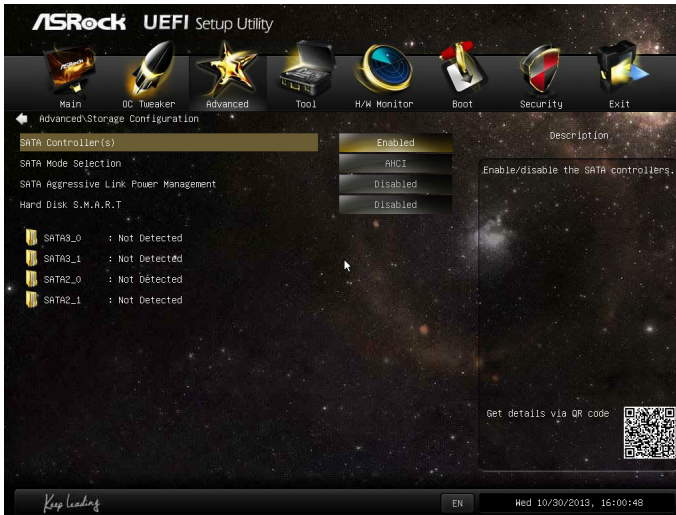 ASRock UEFI Setup Utility
Main OC Tweaker Advanced Tool H/W Monitor Boot Security Exit
Advanced\Storage Configuration
SATA Controller(s) Enabled
SATA Mode Selection AHCI
SATA Aggressive Link Power Management Disabled
Hard Disk S.M.A.R.T Disabled
SATA3_0 : Not Detected
SATA3_1 : Not Detected
SATA2_0 : Not Detected
SATA2_1 : Not Detected
Description
Enable/disable the SATA controllers.
Get details via QR code
Keep Leading
EN
Wed 10/30/2013, 16:00:48